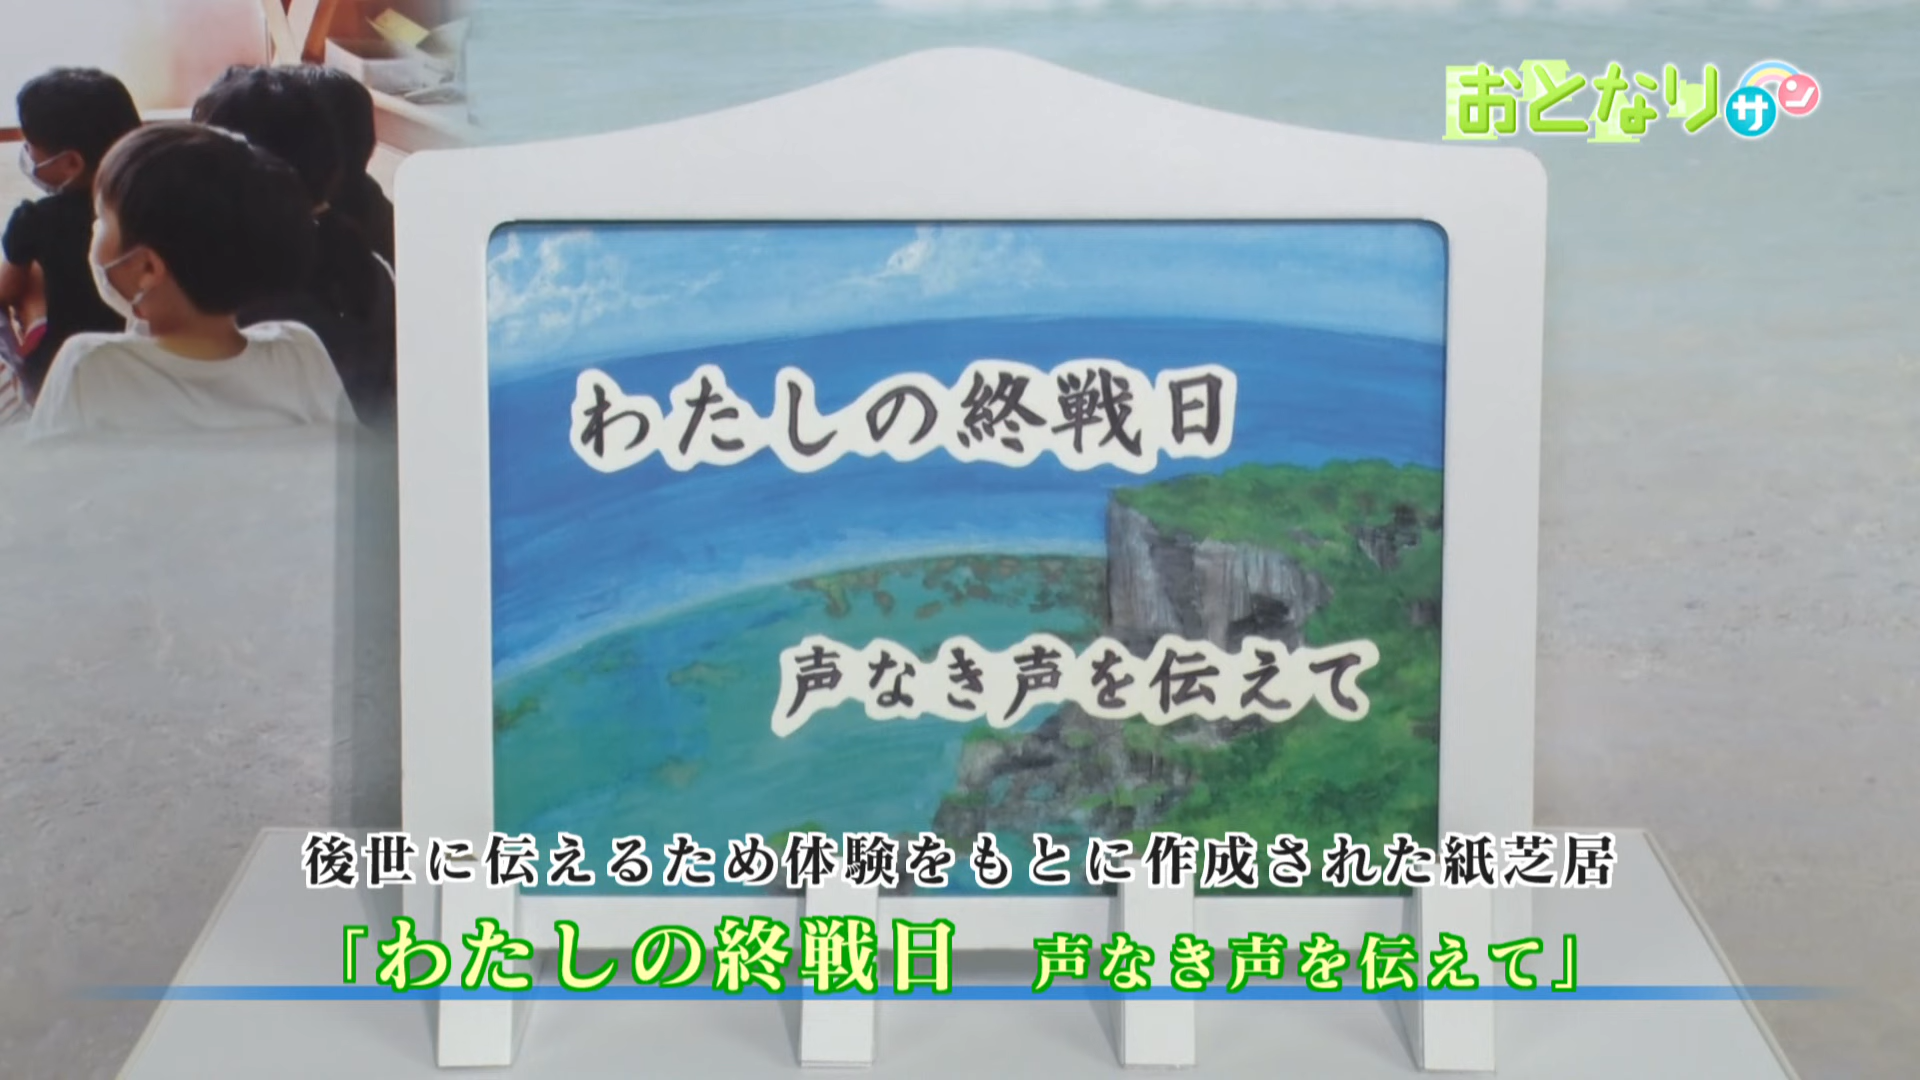 おとなりサン
わたしの終戦日
声なき声を伝えて
後世に伝えるため体験をもとに作成された紙芝居
「わたしの終戦日　声なき声を伝えて」